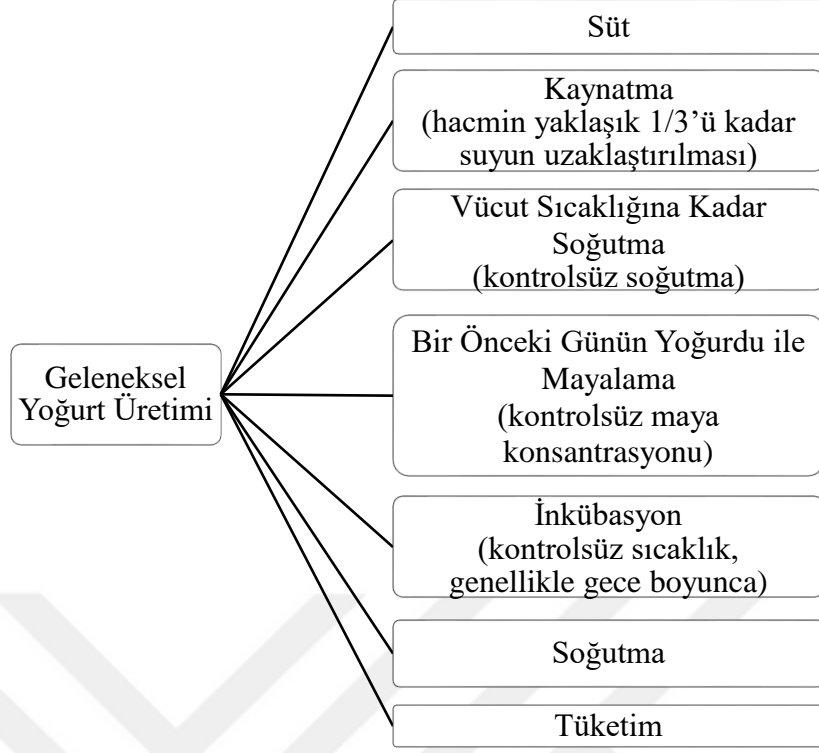 Süt
Kaynatma
(hacmin yaklaşık 1/3’ü kadar
suyun uzaklaştırılması)
Vücut Sıcaklığına Kadar
Soğutma
(kontrolsüz soğutma)
Geleneksel
Yoğurt Üretimi
Bir Önceki Günün Yoğurdu ile
Mayalama
(kontrolsüz maya
konsantrasyonu)
İnkübasyon
(kontrolsüz sıcaklık,
genellikle gece boyunca)
Soğutma
Tüketim